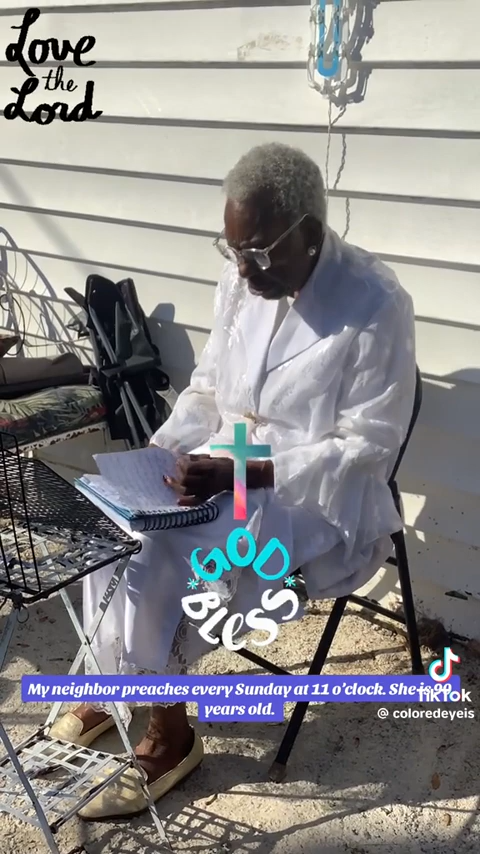 Love
the
Lord
GOD
BLESS
My neighbor preaches every Sunday at 11 o'clock. She is 99
years old.
TikTok
@ coloredeyeis